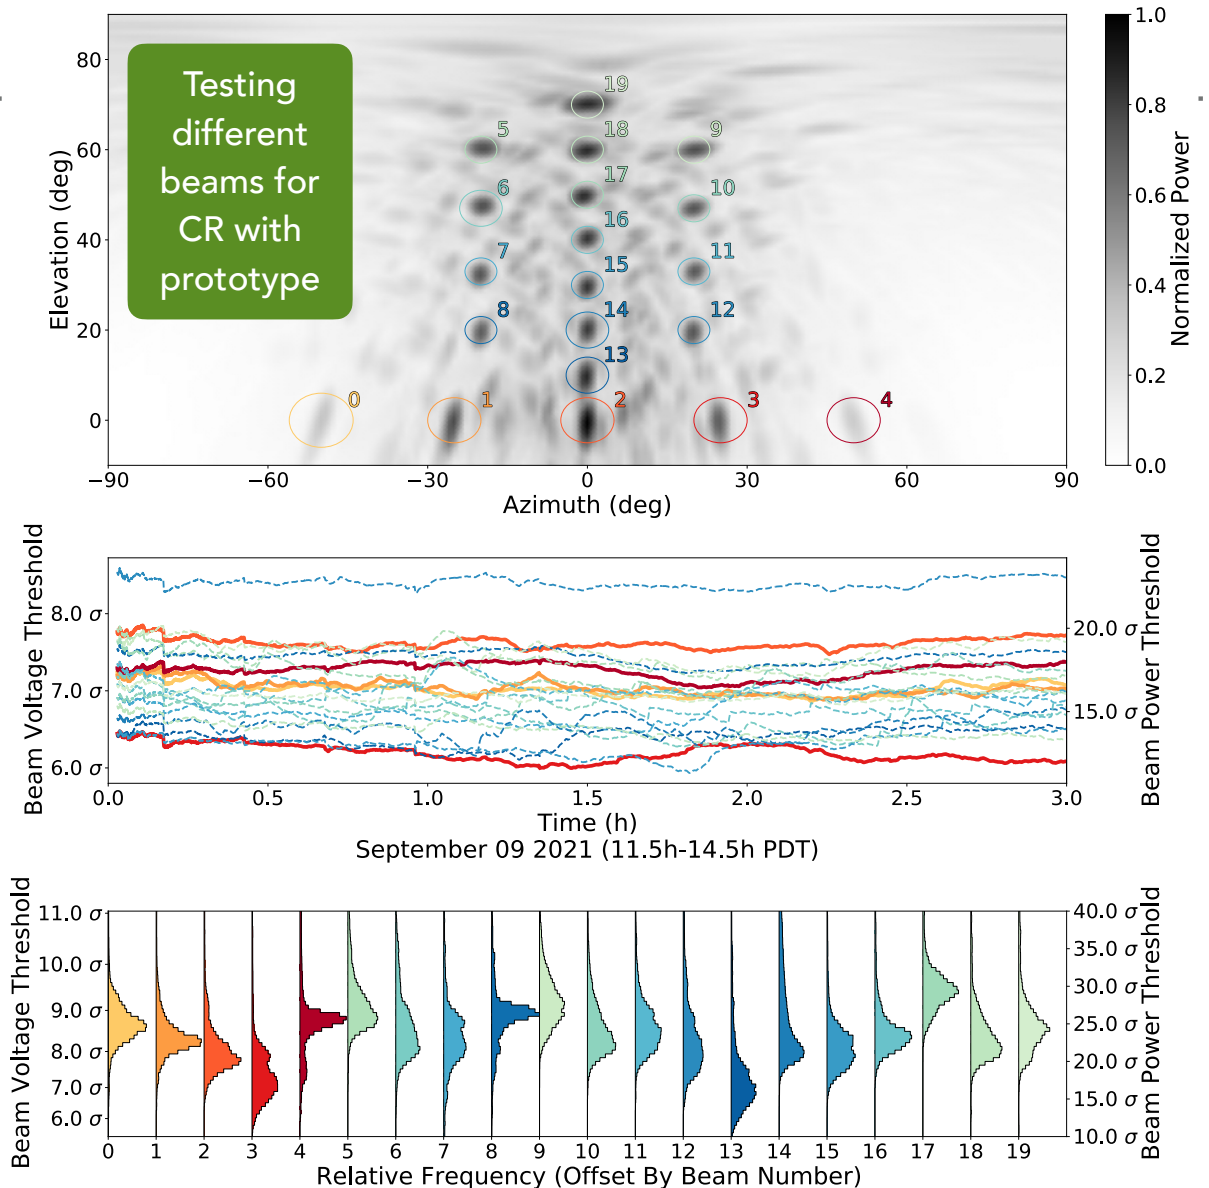 Testing
different
beams for
CR with
prototype
Elevation (deg)
80
60
40
20
0
19
5
18
9
17
6
10
16
7
15
11
8
14
12
13
0
1
2
3
4
−90
−60
−30
0
30
60
90
Azimuth (deg)
1.0
0.8
0.6
0.4
0.2
0.0
Normalized Power
Beam Voltage Threshold
8.0 σ
7.0 σ
6.0 σ
20.0 σ
15.0 σ
Beam Power Threshold
0.0
0.5
1.0
1.5
2.0
2.5
3.0
Time (h)
September 09 2021 (11.5h-14.5h PDT)
Beam Voltage Threshold
11.0 σ
10.0 σ
9.0 σ
8.0 σ
7.0 σ
6.0 σ
40.0 σ
35.0 σ
30.0 σ
25.0 σ
20.0 σ
15.0 σ
10.0 σ
Beam Power Threshold
0 1 2 3 4 5 6 7 8 9 10 11 12 13 14 15 16 17 18 19
Relative Frequency (Offset By Beam Number)